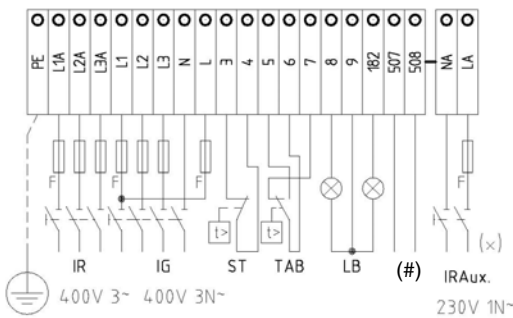 PE L1A L2A L3A L1 L2 L3 N L 3 4 5 6 7 8 9 182 507 508 NA LA
F F F F
t> t> (x)
IR IG ST TAB LB (#) IRAux.
400V 3~ 400V 3N~ 230V 1N~